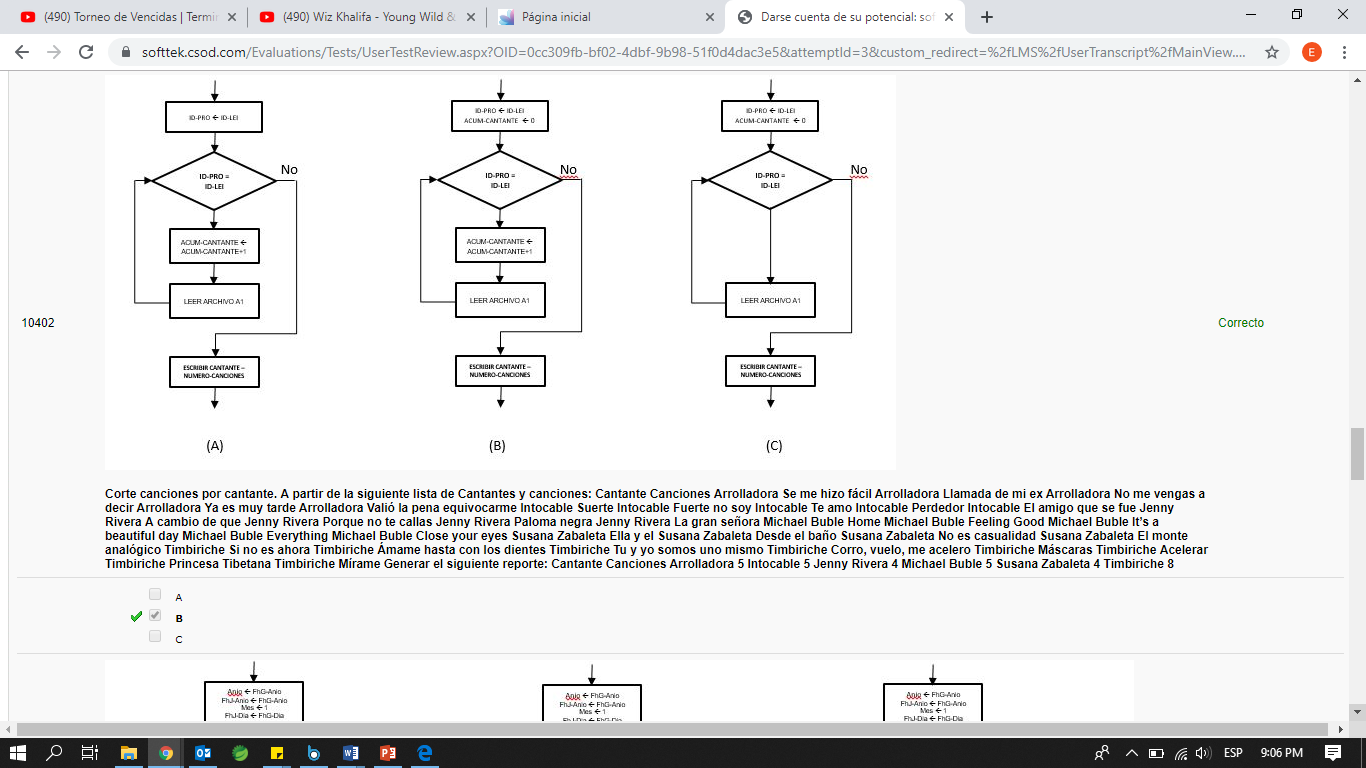 (490) Torneo de Vencidas | Termi
(490) Wiz Khalifa - Young Wild &
Página inicial
Darse cuenta de su potencial: sof
softtek.csod.com/Evaluations/Tests/UserTestReview.aspx?OID=0cc309fb-bf02-4dbf-9b98-51f0d4dac3e5&attemptId=3&custom_redirect=%2fLMS%2fUserTranscript%2fMainView....
E
ID-PRO ← ID-LEI
ID-PRO =
ID-LEI
No
ACUM-CANTANTE ←
ACUM-CANTANTE+1
LEER ARCHIVO A1
ESCRIBIR CANTANTE –
NUMERO-CANCIONES
(A)
ID-PRO ← ID-LEI
ACUM-CANTANTE ← 0
ID-PRO =
ID-LEI
No
ACUM-CANTANTE ←
ACUM-CANTANTE+1
LEER ARCHIVO A1
ESCRIBIR CANTANTE –
NUMERO-CANCIONES
(B)
ID-PRO ← ID-LEI
ACUM-CANTANTE ← 0
ID-PRO =
ID-LEI
No
LEER ARCHIVO A1
ESCRIBIR CANTANTE –
NUMERO-CANCIONES
(C)
10402
Correcto
Corte canciones por cantante. A partir de la siguiente lista de Cantantes y canciones: Cantante Canciones Arrolladora Se me hizo fácil Arrolladora Llamada de mi ex Arrolladora No me vengas a
decir Arrolladora Ya es muy tarde Arrolladora Valió la pena equivocarme Intocable Suerte Intocable Fuerte no soy Intocable Te amo Intocable Perdedor Intocable El amigo que se fue Jenny
Rivera A cambio de que Jenny Rivera Porque no te callas Jenny Rivera Paloma negra Jenny Rivera La gran señora Michael Buble Home Michael Buble Feeling Good Michael Buble It's a
beautiful day Michael Buble Everything Michael Buble Close your eyes Susana Zabaleta Ella y el Susana Zabaleta Desde el baño Susana Zabaleta No es casualidad Susana Zabaleta El monte
analógico Timbiriche Si no es ahora Timbiriche Ámame hasta con los dientes Timbiriche Tu y yo somos uno mismo Timbiriche Corro, vuelo, me acelero Timbiriche Máscaras Timbiriche Acelerar
Timbiriche Princesa Tibetana Timbiriche Mírame Generar el siguiente reporte: Cantante Canciones Arrolladora 5 Intocable 5 Jenny Rivera 4 Michael Buble 5 Susana Zabaleta 4 Timbiriche 8
A
B
C
Anio ← FhG-Anio
FhJ-Anio ← FhG-Anio
Mes ← 1
FhJ-Dia ← FhG-Dia
Anio ← FhG-Anio
FhJ-Anio ← FhG-Anio
Mes ← 1
FhJ-Dia ← FhG-Dia
Anio ← FhG-Anio
FhJ-Anio ← FhG-Anio
Mes ← 1
FhJ-Dia ← FhG-Dia
ESP
9:06 PM